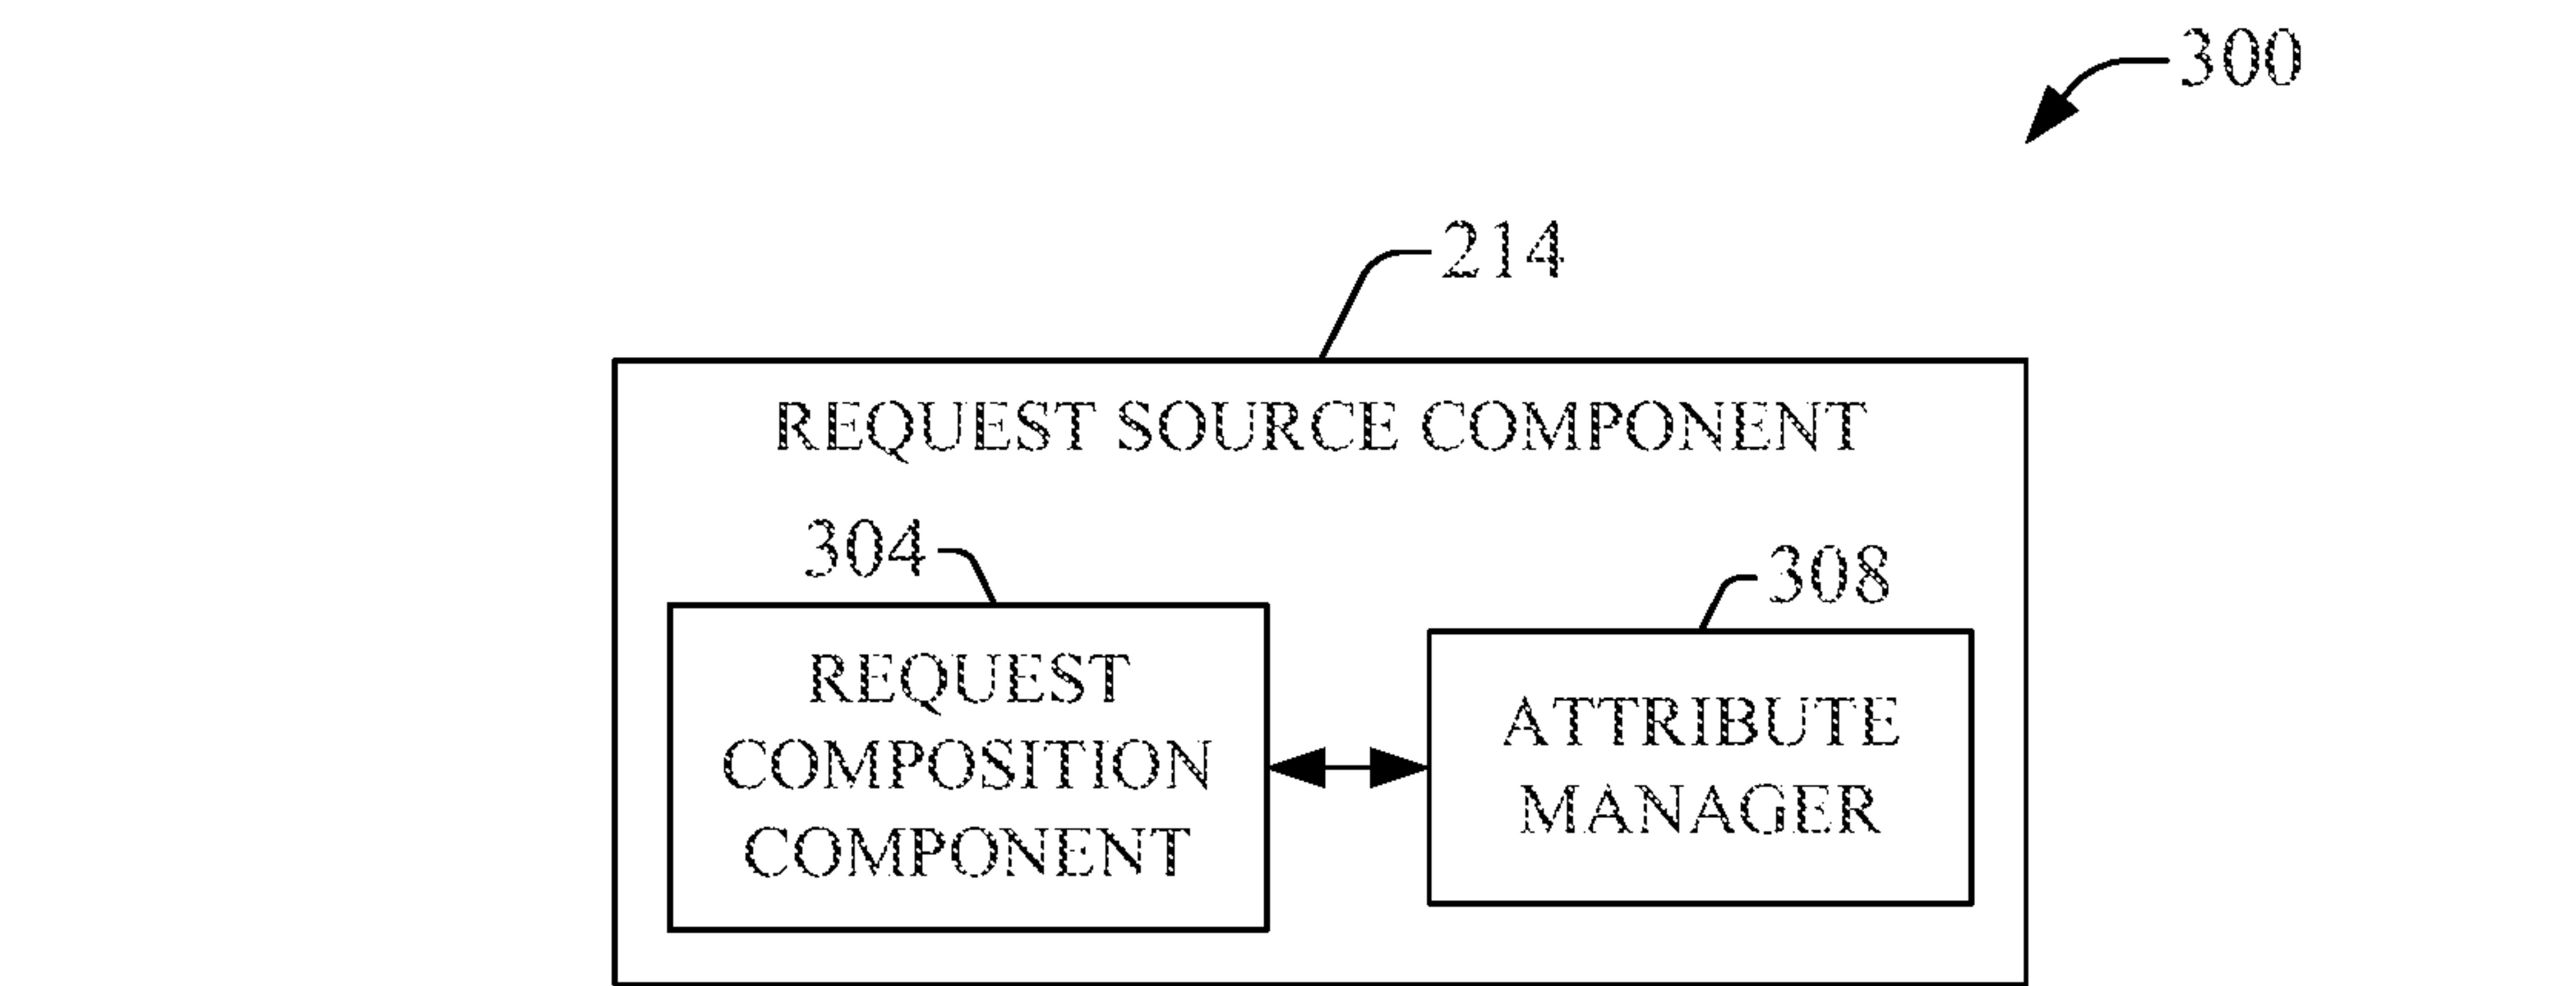 300
214
REQUEST SOURCE COMPONENT
304
308
REQUEST
COMPOSITION
COMPONENT
ATTRIBUTE
MANAGER